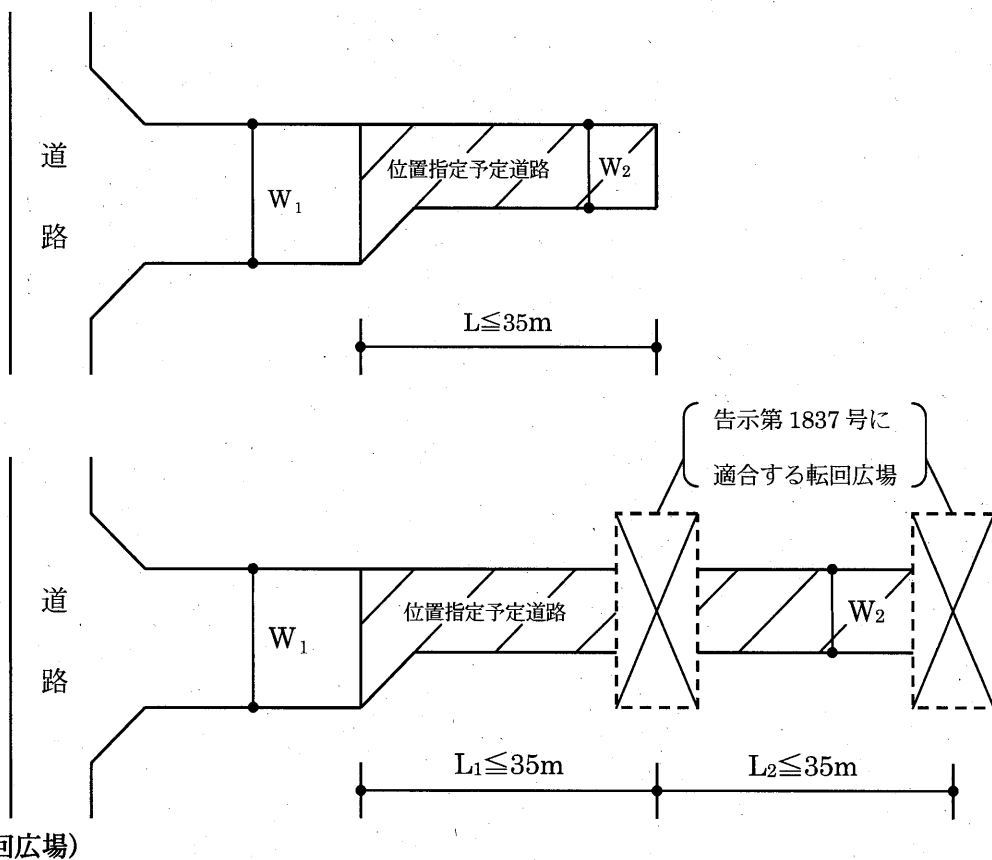 道
路
W₁
位置指定予定道路
W₂
L≦35m
告示第1837号に
適合する転回広場
道
路
W₁
位置指定予定道路
W₂
L₁≦35m
L₂≦35m
回広場)